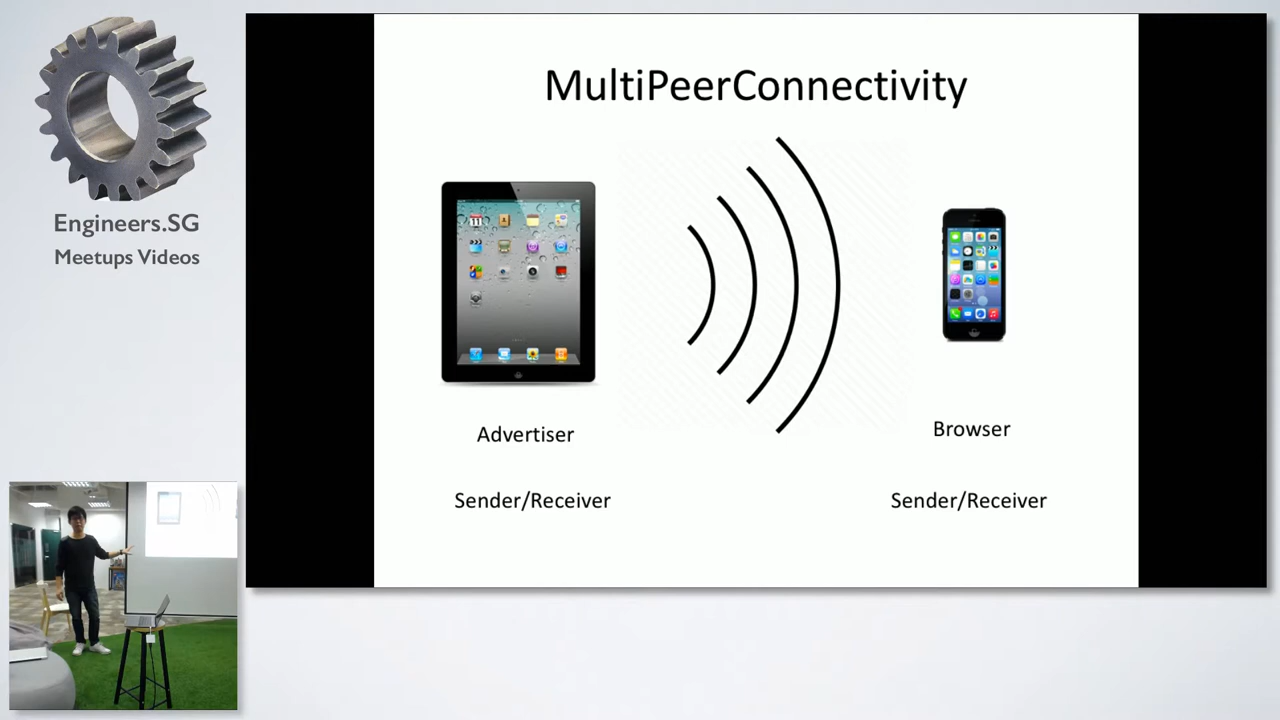 Engineers.SG
Meetups Videos
MultiPeerConnectivity
Advertiser
Browser
Sender/Receiver
Sender/Receiver